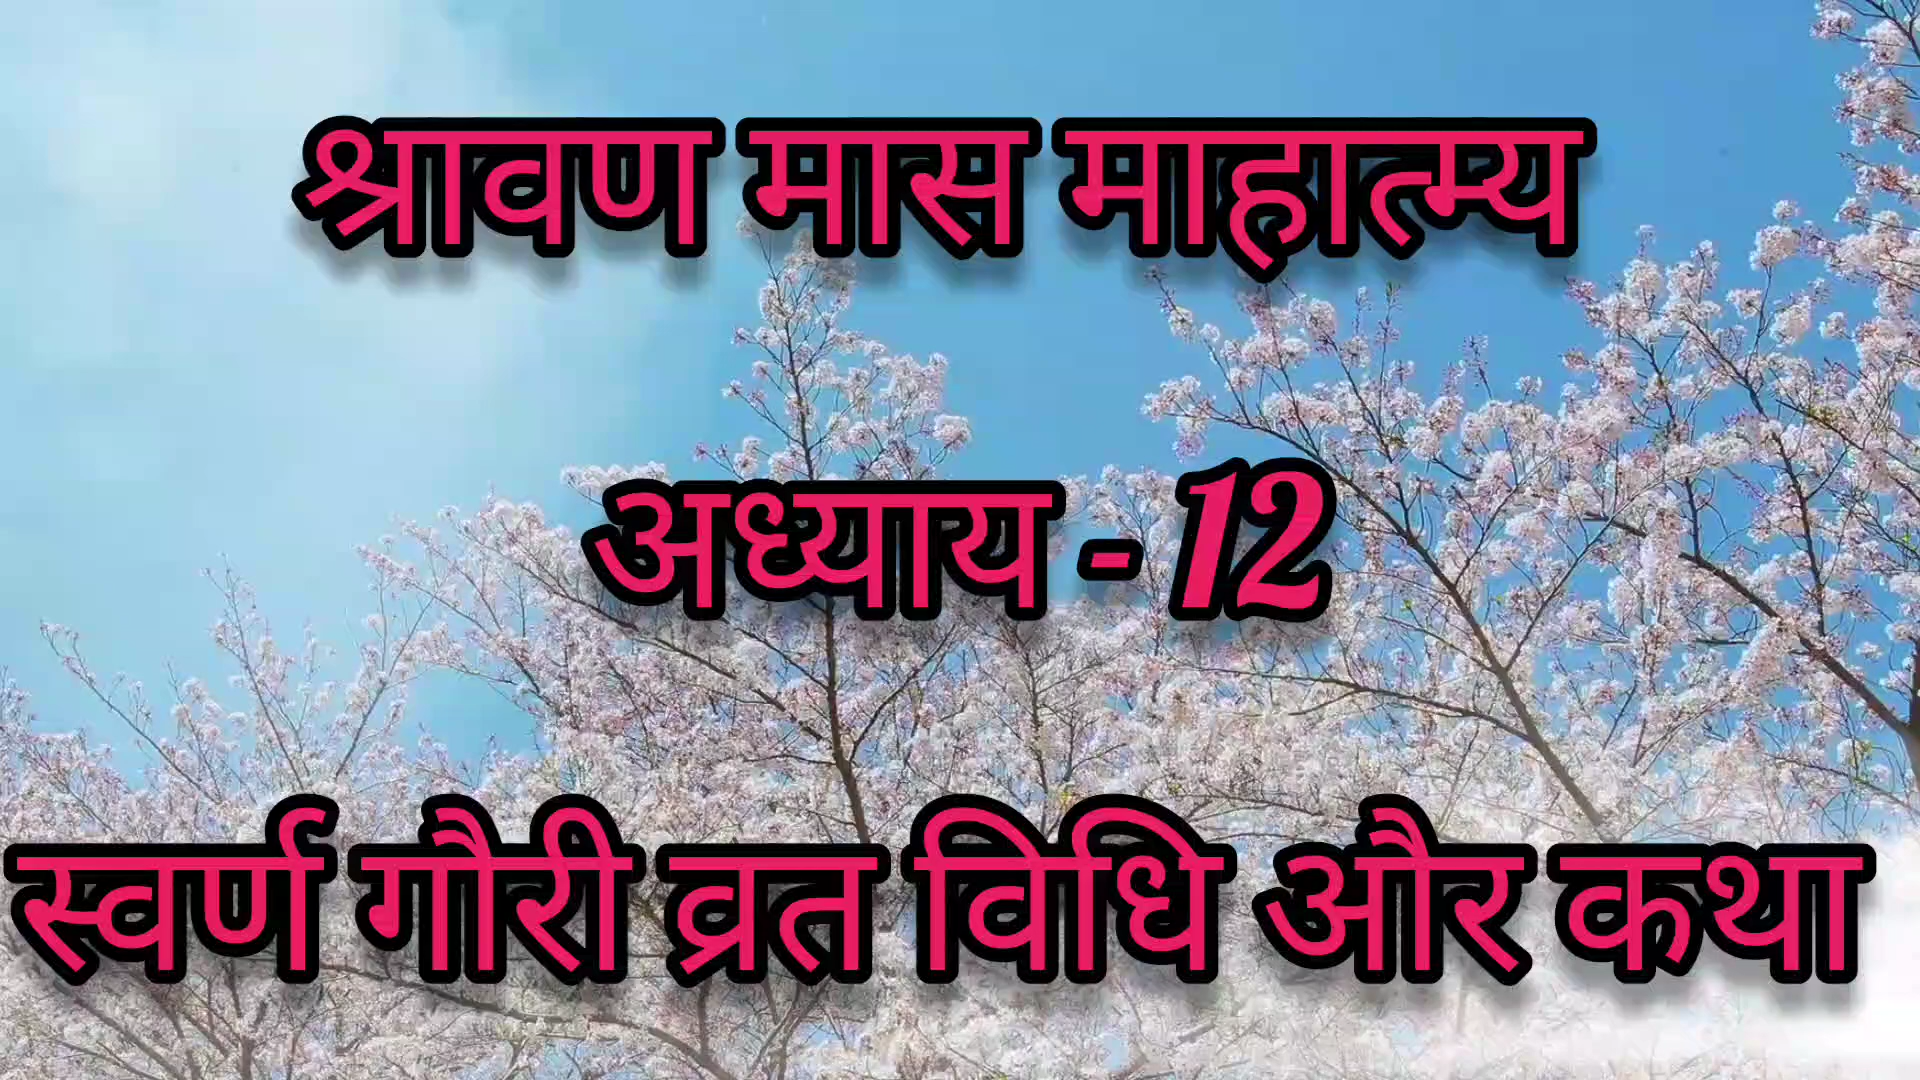 श्रावण मास माहात्म्य
अध्याय - 12
स्वर्ण गौरी व्रत विधि और कथा